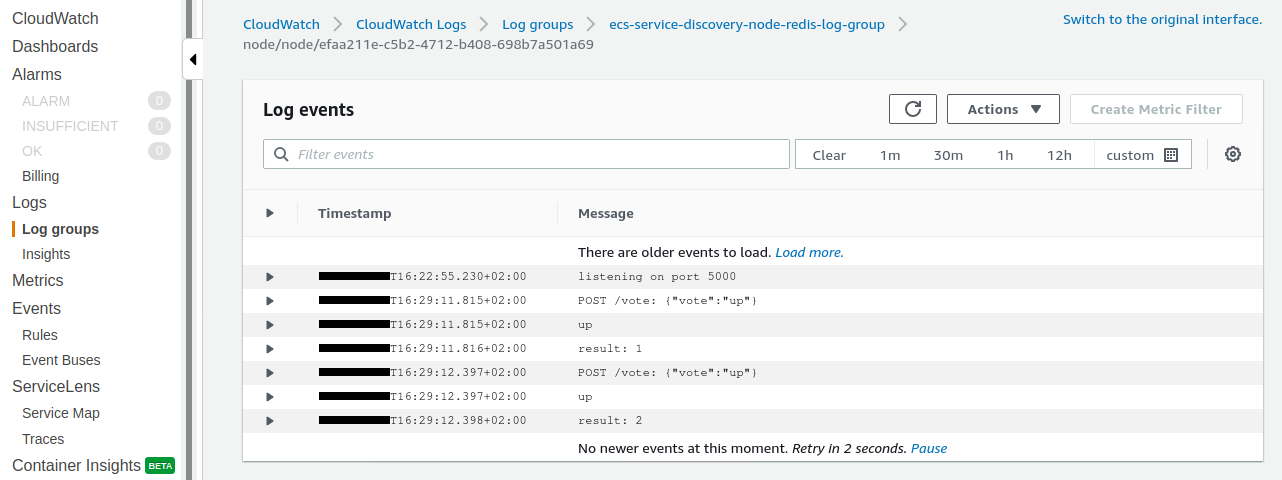 CloudWatch
Dashboards
Alarms
ALARM 0
INSUFFICIENT 0
OK 0
Billing
Logs
Log groups
Insights
Metrics
Events
Rules
Event Buses
ServiceLens
Service Map
Traces
Container Insights BETA
CloudWatch CloudWatch Logs Log groups ecs-service-discovery-node-redis-log-group
node/node/efaa211e-c5b2-4712-b408-698b7a501a69
Switch to the original interface.
Log events
Actions
Create Metric Filter
Filter events
Clear 1m 30m 1h 12h custom
Timestamp Message
There are older events to load. Load more.
T16:22:55.230+02:00 listening on port 5000
T16:29:11.815+02:00 POST /vote: {"vote":"up"}
T16:29:11.815+02:00 up
T16:29:11.816+02:00 result: 1
T16:29:12.397+02:00 POST /vote: {"vote":"up"}
T16:29:12.397+02:00 up
T16:29:12.398+02:00 result: 2
No newer events at this moment. Retry in 2 seconds. Pause